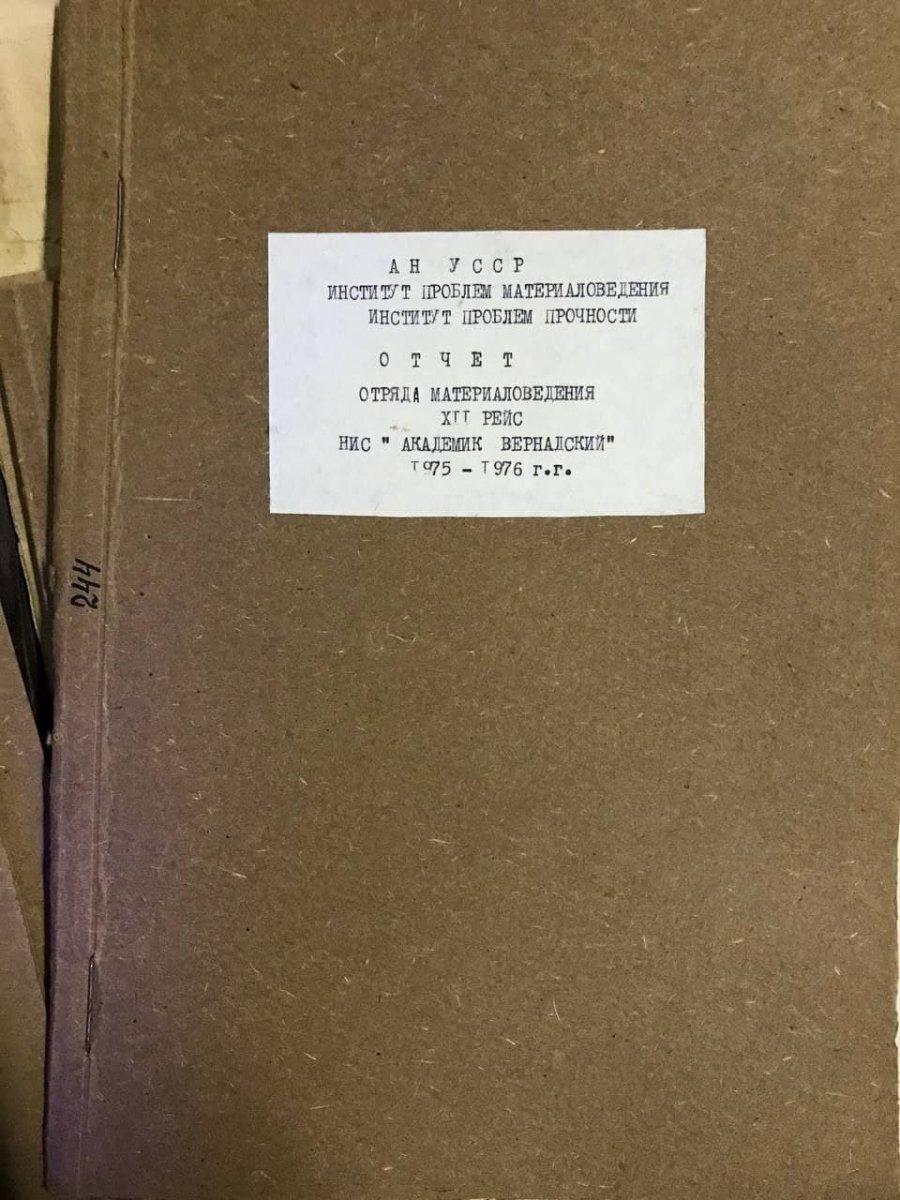 АН УССР
ИНСТИТУТ ПРОБЛЕМ МАТЕРИАЛОВЕДЕНИЯ
ИНСТИТУТ ПРОБЛЕМ ПРОЧНОСТИ
ОТЧЕТ
ОТРЯДА МАТЕРИАЛОВЕДЕНИЯ
XII РЕЙС
НИС " АКАДЕМИК ВЕРНАДСКИЙ"
1975 - 1976 г.г.
244